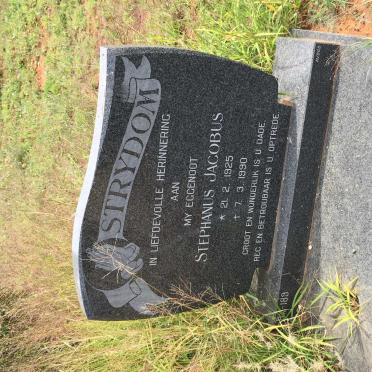 STRYDOM
IN LIEFDEVOLLE HERINNERING
AAN
MY EGGENOOT
STEPHANUS JACOBUS
* 21. 2. 1925
† 7. 3. 1990
GROOT EN WONDERLIK IS U DADE,
REG EN BETROUBAAR IS U OPTREDE.